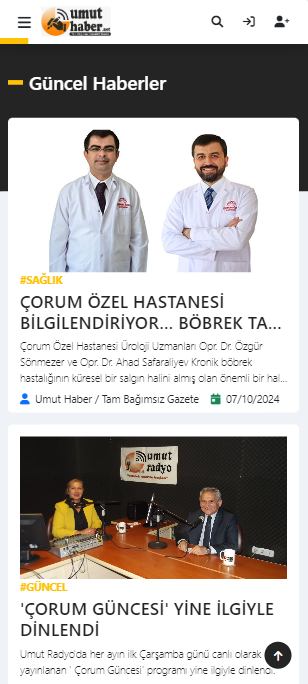 umut
haber.net
Güncel Haberler
#SAĞLIK
ÇORUM ÖZEL HASTANESİ
BİLGİLENDİRİYOR... BÖBREK TA...
Çorum Özel Hastanesi Üroloji Uzmanları Opr. Dr. Özgür
Sönmezer ve Opr. Dr. Ahad Safaraliyev Kronik böbrek
hastalığının küresel bir salgın halini almış olan önemli bir hal...
Umut Haber / Tam Bağımsız Gazete
07/10/2024
umut
radyo
#GÜNCEL
'ÇORUM GÜNCESİ' YİNE İLGİYLE
DİNLENDİ
Umut Radyo'da her ayın ilk Çarşamba günü canlı olarak
yayınlanan ' Çorum Güncesi' programı yine ilgiyle dinlendi.